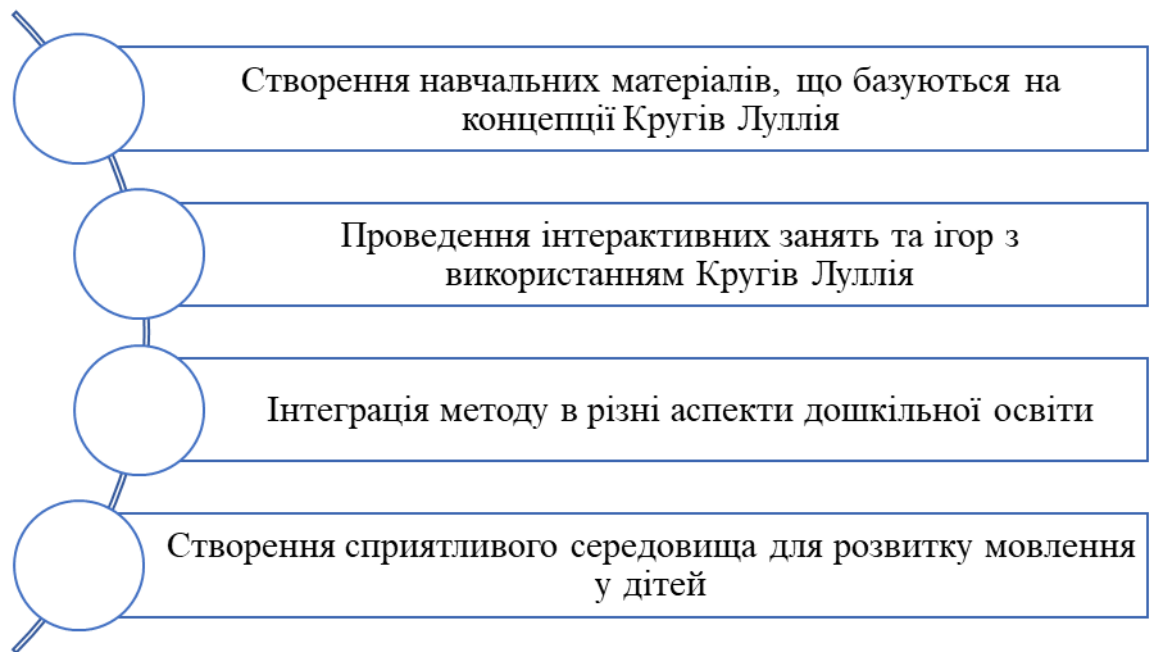 Створення навчальних матеріалів, що базуються на
концепції Кругів Луллія
Проведення інтерактивних занять та ігор з
використанням Кругів Луллія
Інтеграція методу в різні аспекти дошкільної освіти
Створення сприятливого середовища для розвитку мовлення
у дітей